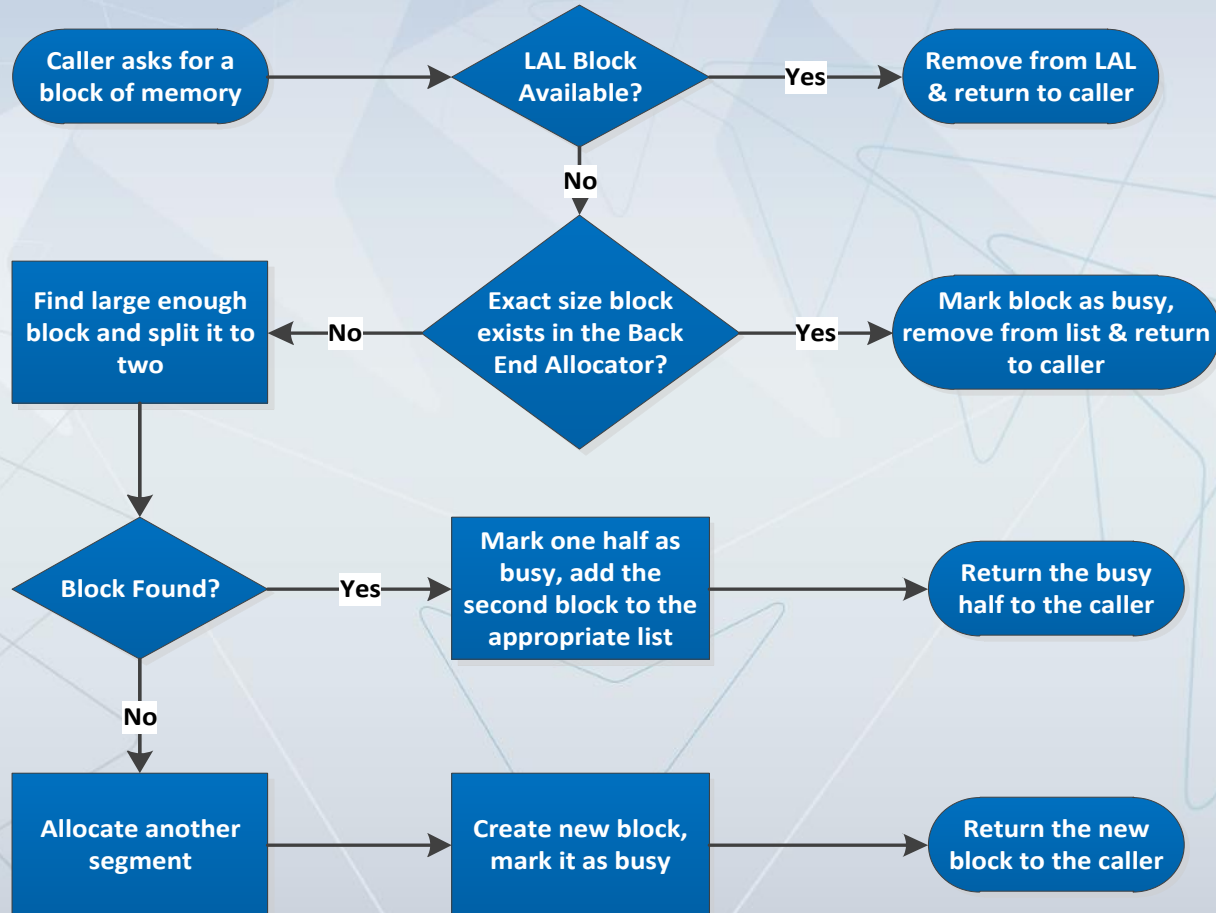 Caller asks for a
block of memory
LAL Block
Available?
Yes
Remove from LAL
& return to caller
No
Find large enough
block and split it to
two
No
Exact size block
exists in the Back
End Allocator?
Yes
Mark block as busy,
remove from list & return
to caller
Block Found?
Yes
Mark one half as
busy, add the
second block to the
appropriate list
Return the busy
half to the caller
No
Allocate another
segment
Create new block,
mark it as busy
Return the new
block to the caller